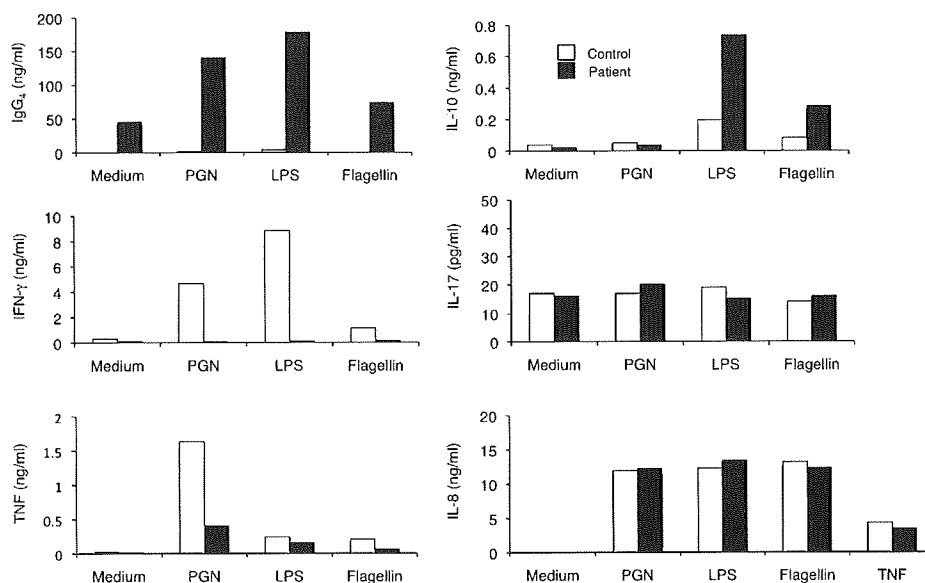 IgG4 (ng/ml)
200
150
100
50
0
Medium PGN LPS Flagellin
IL-10 (ng/ml)
0.8
0.6
0.4
0.2
0
Control
Patient
Medium PGN LPS Flagellin
IFN-γ (ng/ml)
10
8
6
4
2
0
Medium PGN LPS Flagellin
IL-17 (pg/ml)
50
40
30
20
10
0
Medium PGN LPS Flagellin
TNF (ng/ml)
2
1.5
1
0.5
0
Medium PGN LPS Flagellin
IL-8 (ng/ml)
20
15
10
5
0
Medium PGN LPS Flagellin TNF